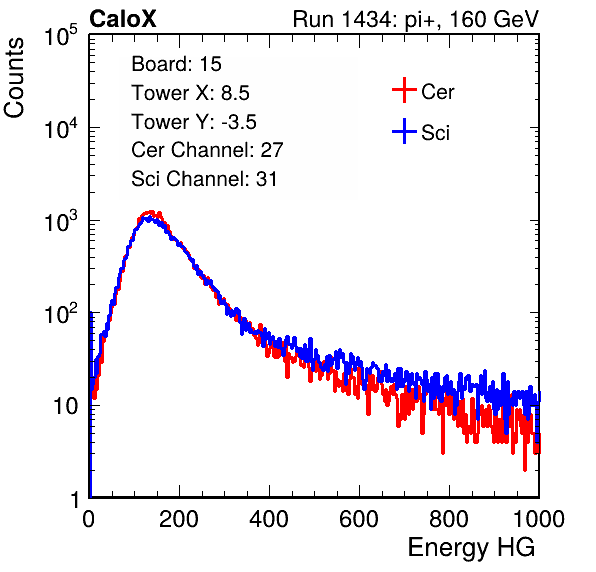 CaloX Run 1434: pi+, 160 GeV
Board: 15
Tower X: 8.5
Tower Y: -3.5
Cer Channel: 27
Sci Channel: 31
Cer
Sci
Counts
10^5
10^4
10^3
10^2
10
1
0 200 400 600 800 1000
Energy HG